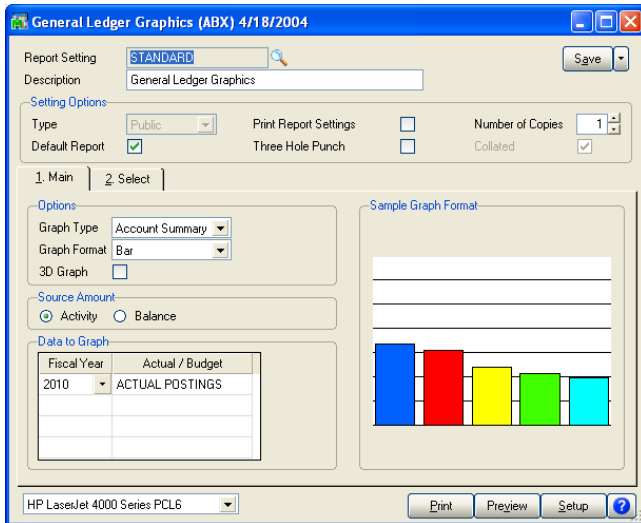 General Ledger Graphics (ABX) 4/18/2004
Report Setting STANDARD Save
Description General Ledger Graphics
Setting Options
Type Public Print Report Settings Number of Copies 1
Default Report Three Hole Punch Collated
1. Main 2. Select
Options Sample Graph Format
Graph Type Account Summary
Graph Format Bar
3D Graph
Source Amount
Activity Balance
Data to Graph
Fiscal Year Actual / Budget
2010 ACTUAL POSTINGS
HP LaserJet 4000 Series PCL6 Print Preview Setup ?